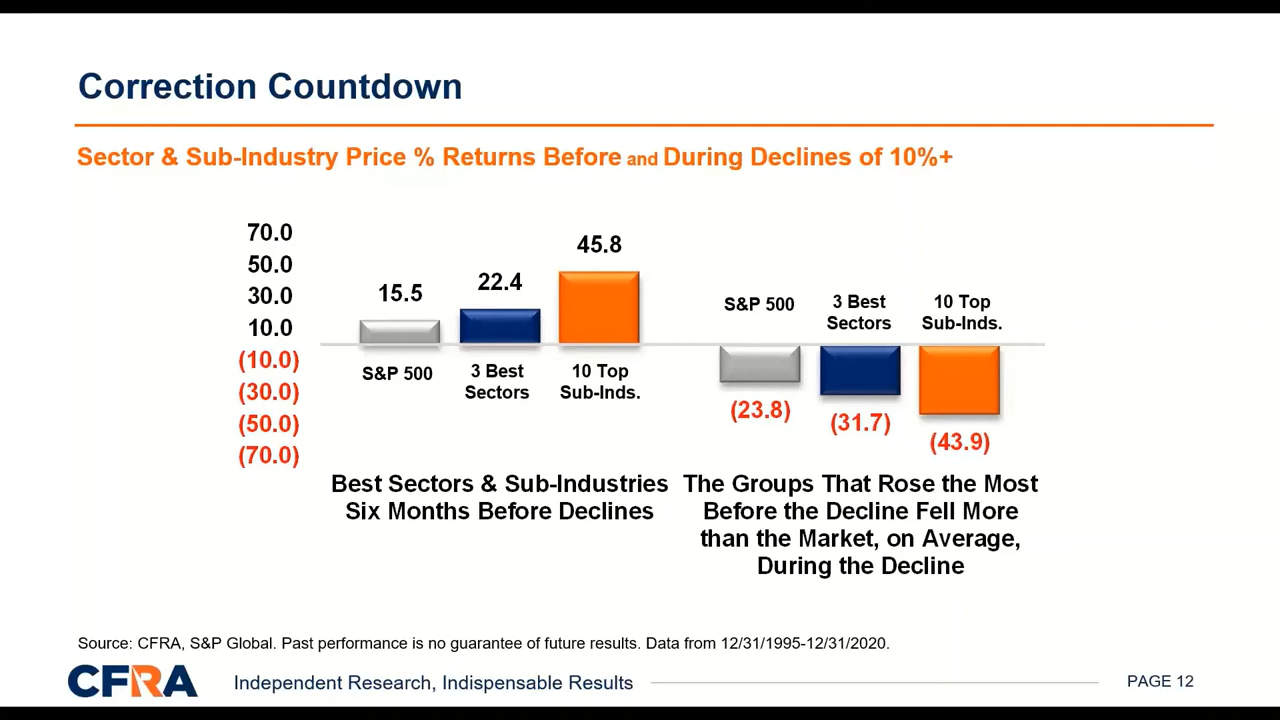 Correction Countdown
Sector & Sub-Industry Price % Returns Before and During Declines of 10%+
70.0
50.0
30.0
10.0
(10.0)
(30.0)
(50.0)
(70.0)
15.5
22.4
45.8
S&P 500
3 Best
Sectors
10 Top
Sub-Inds.
Best Sectors & Sub-Industries
Six Months Before Declines
S&P 500
3 Best
Sectors
10 Top
Sub-Inds.
(23.8)
(31.7)
(43.9)
The Groups That Rose the Most
Before the Decline Fell More
than the Market, on Average,
During the Decline
Source: CFRA, S&P Global. Past performance is no guarantee of future results. Data from 12/31/1995-12/31/2020.
CFRA
Independent Research, Indispensable Results
PAGE 12